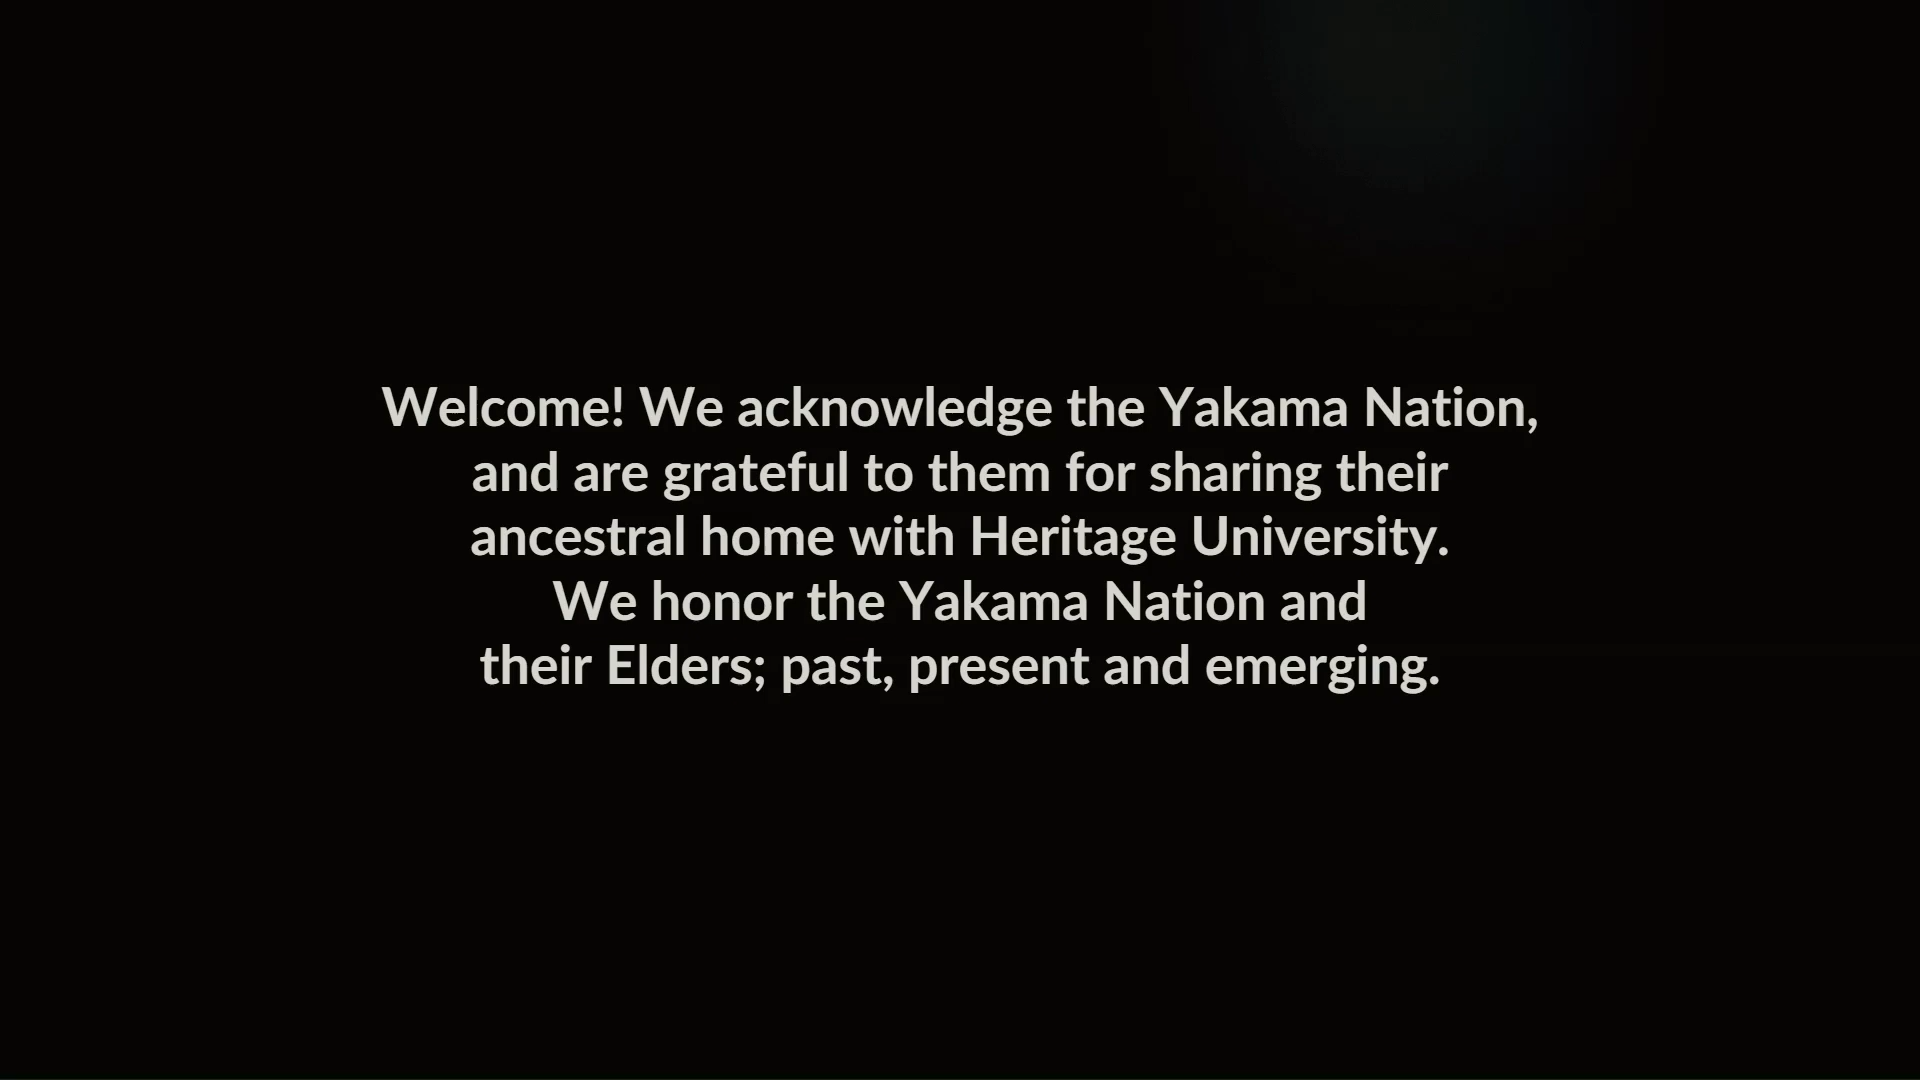 Welcome! We acknowledge the Yakama Nation,
and are grateful to them for sharing their
ancestral home with Heritage University.
We honor the Yakama Nation and
their Elders; past, present and emerging.